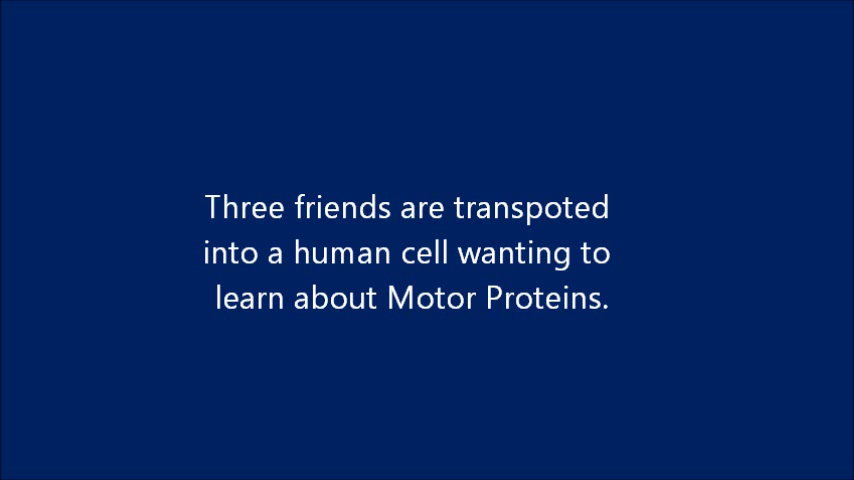 Three friends are transpoted
into a human cell wanting to
learn about Motor Proteins.